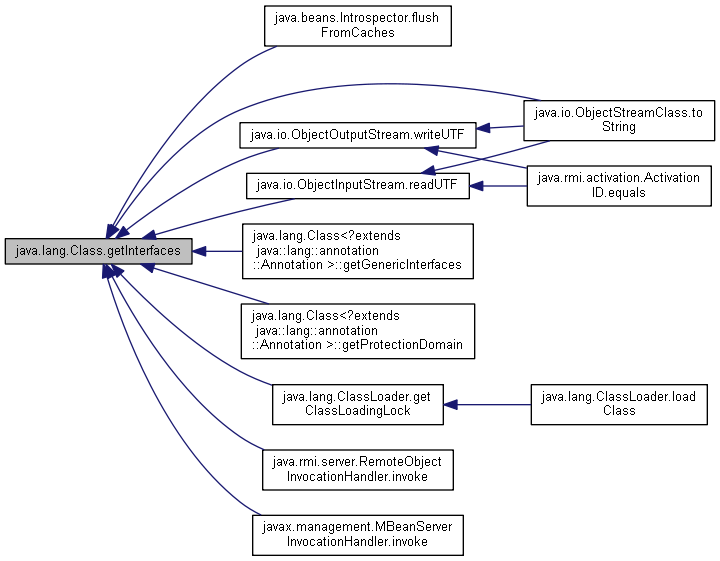 java.beans.Introspector.flush
FromCaches
java.io.ObjectStreamClass.to
String
java.io.ObjectOutputStream.writeUTF
java.io.ObjectInputStream.readUTF
java.rmi.activation.Activation
ID.equals
java.lang.Class.getInterfaces
java.lang.Class<?extends
java::lang::annotation
::Annotation >::getGenericInterfaces
java.lang.Class<?extends
java::lang::annotation
::Annotation >::getProtectionDomain
java.lang.ClassLoader.get
ClassLoadingLock
java.lang.ClassLoader.load
Class
java.rmi.server.RemoteObject
InvocationHandler.invoke
javax.management.MBeanServer
InvocationHandler.invoke